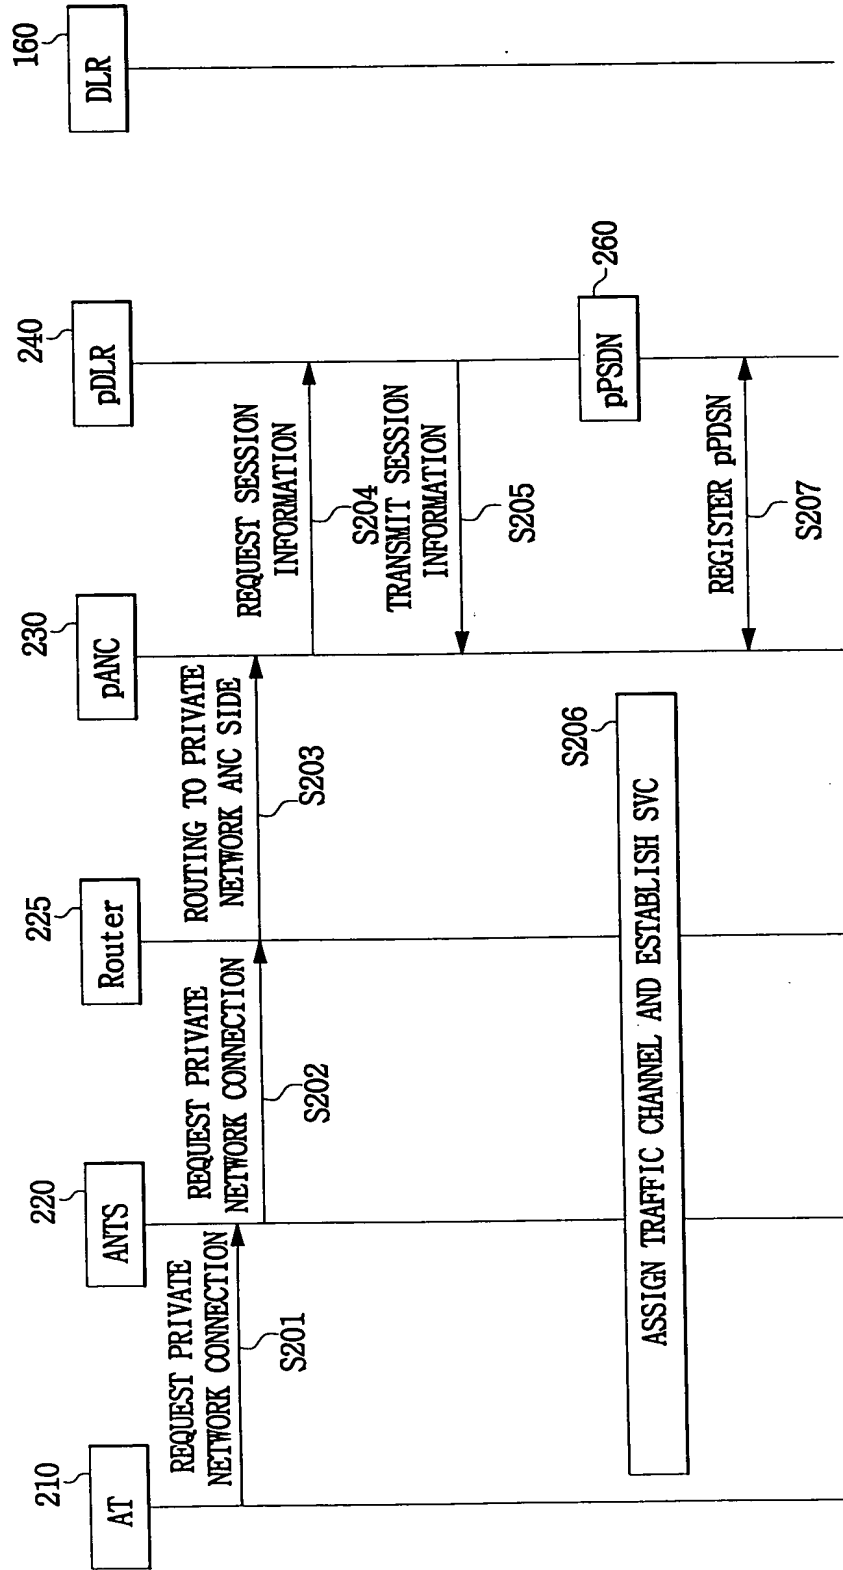 210
AT
220
ANTS
225
Router
230
pANC
240
pDLR
160
DLR
REQUEST PRIVATE
NETWORK CONNECTION
S201
REQUEST PRIVATE
NETWORK CONNECTION
S202
ROUTING TO PRIVATE
NETWORK ANC SIDE
S203
REQUEST SESSION
INFORMATION
S204
TRANSMIT SESSION
INFORMATION
S205
ASSIGN TRAFFIC CHANNEL AND ESTABLISH SVC
S206
pPSDN
260
REGISTER pPDSN
S207